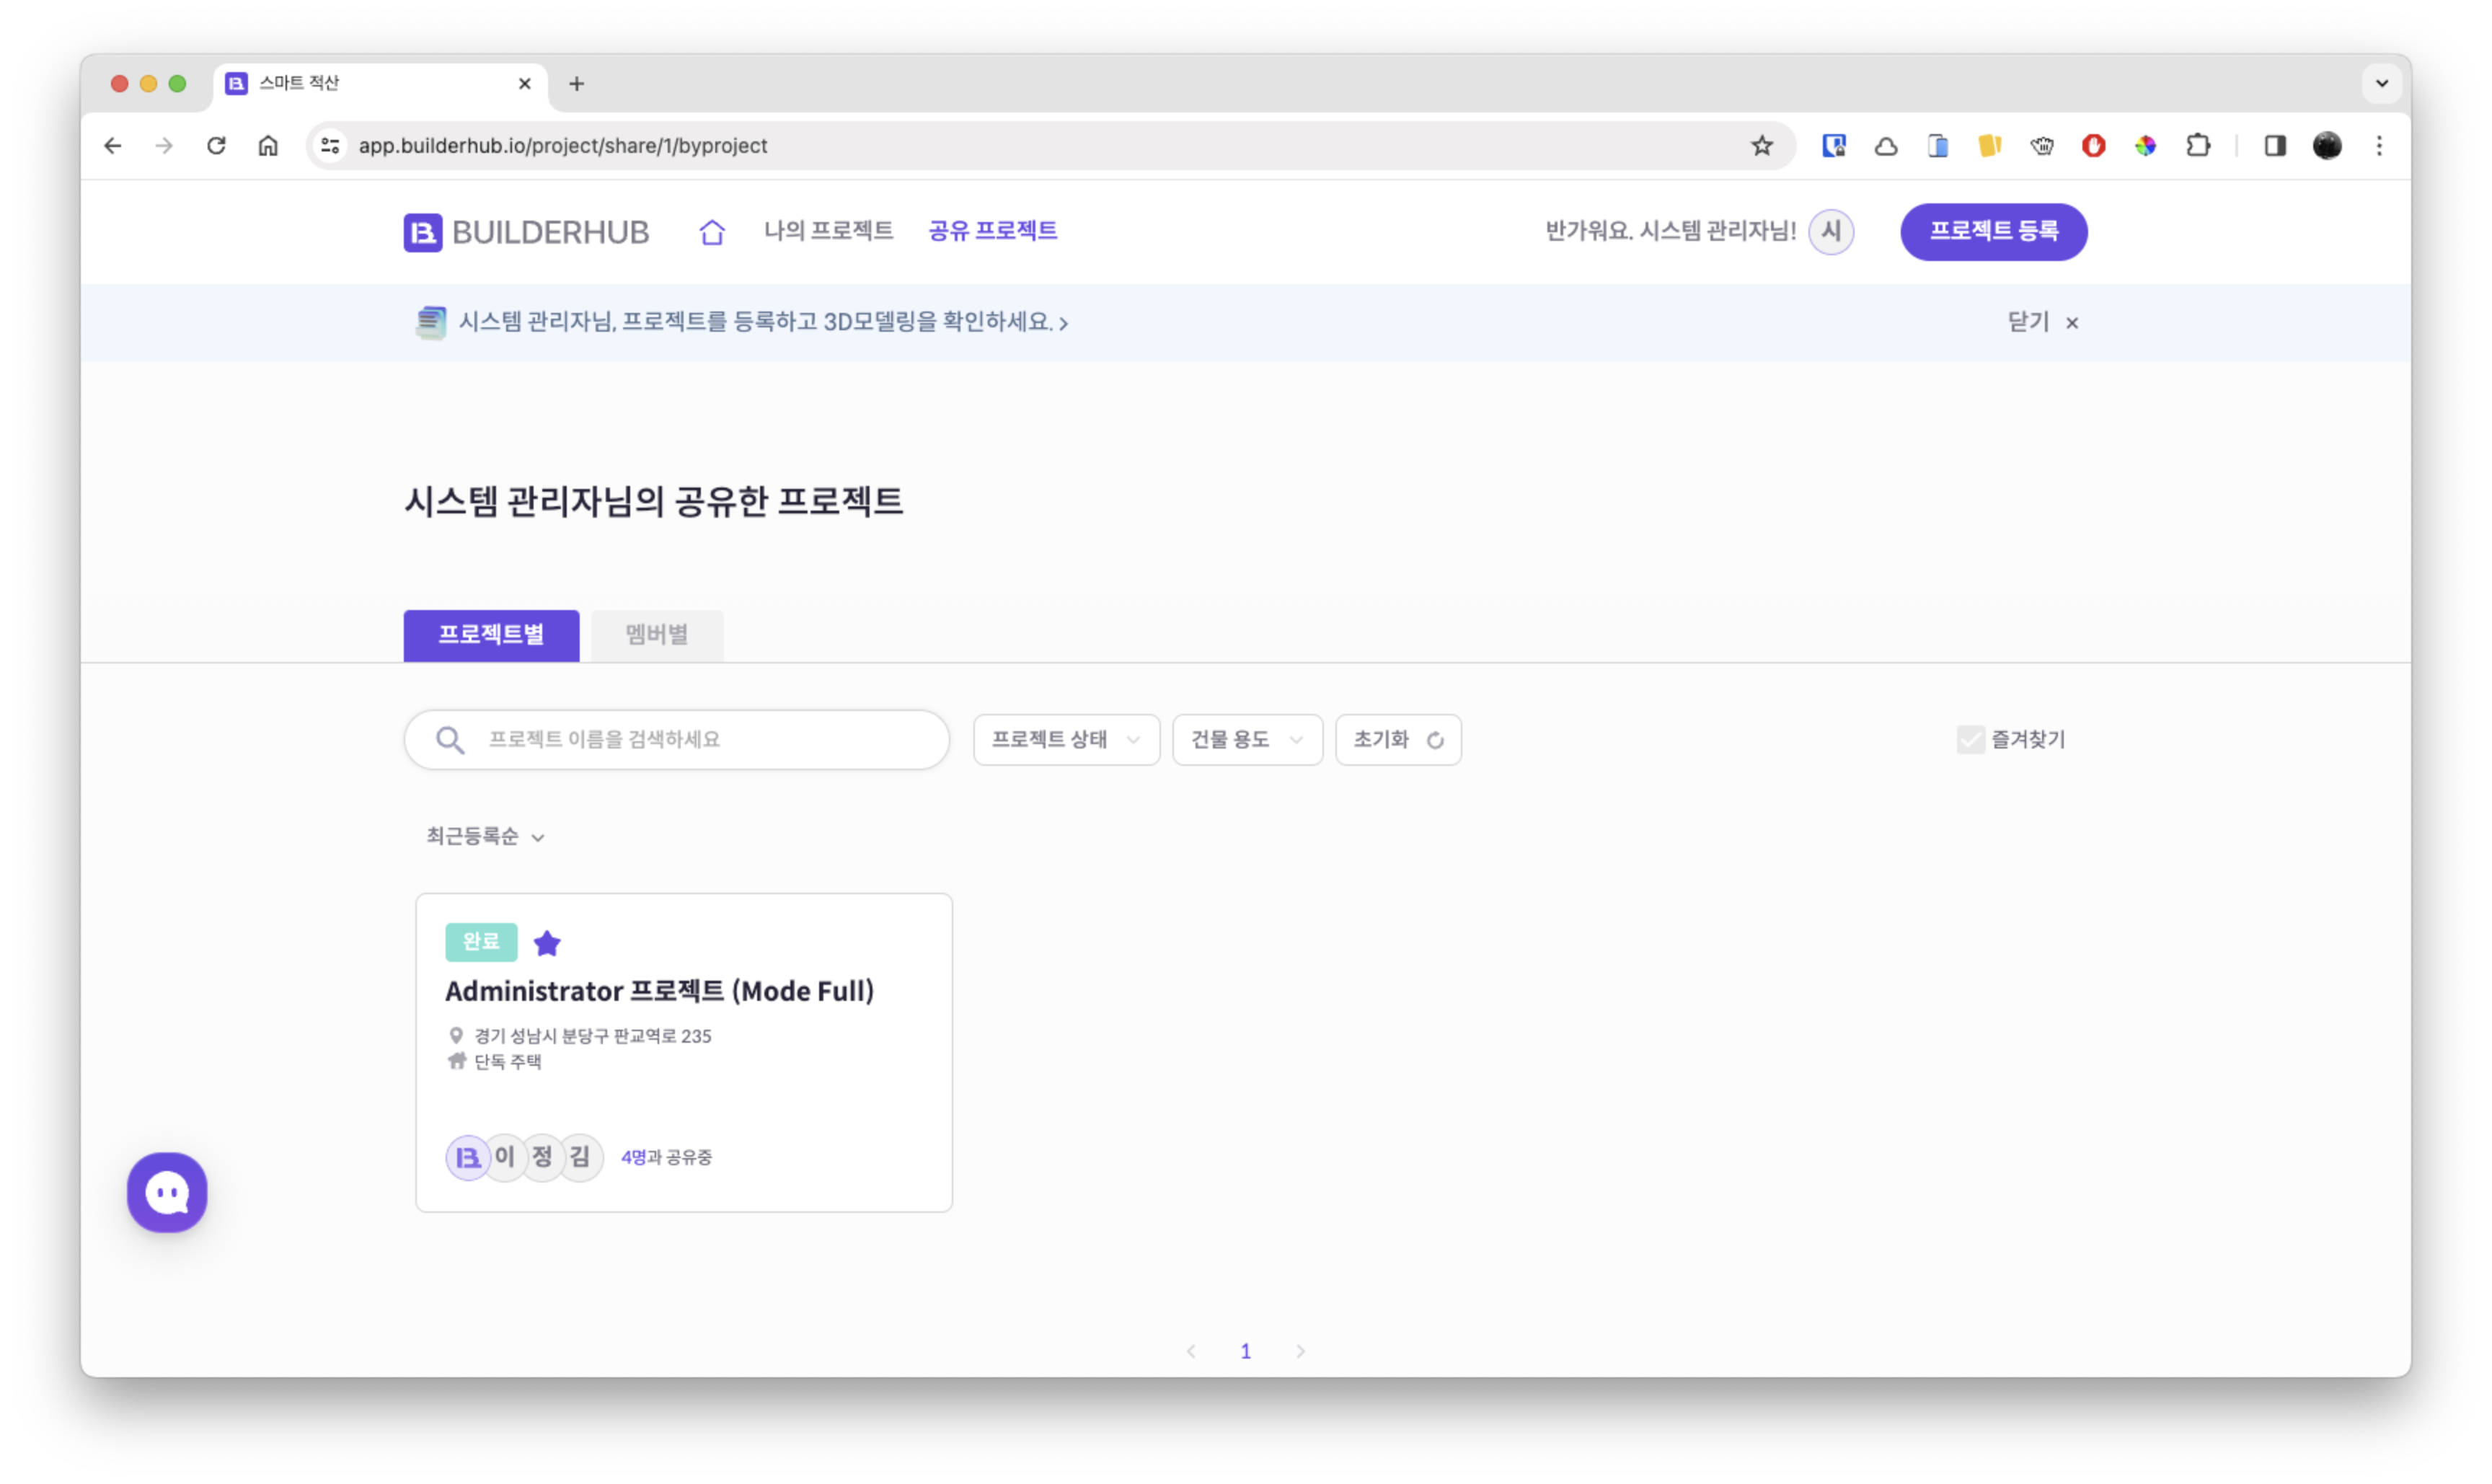 스마트 적산
app.builderhub.io/project/share/1/byproject
BUILDERHUB 나의 프로젝트 공유 프로젝트 반가워요. 시스템 관리자님! 시 프로젝트 등록
시스템 관리자님, 프로젝트를 등록하고 3D모델링을 확인하세요. 닫기
시스템 관리자님의 공유한 프로젝트
프로젝트별 멤버별
프로젝트 이름을 검색하세요 프로젝트 상태 건물 용도 초기화 즐겨찾기
최근등록순
완료
Administrator 프로젝트 (Mode Full)
경기 성남시 분당구 판교역로 235
단독 주택
이 정 김 4명과 공유중
1